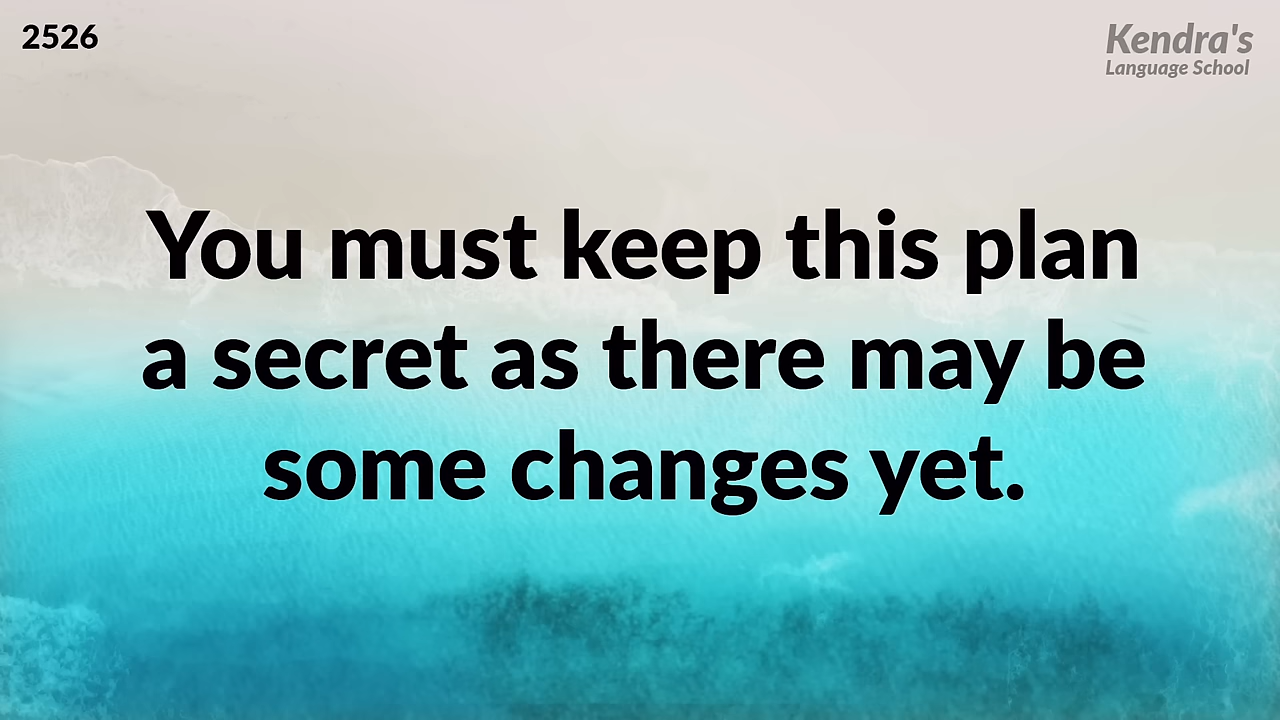 2526
Kendra's
Language School
You must keep this plan
a secret as there may be
some changes yet.